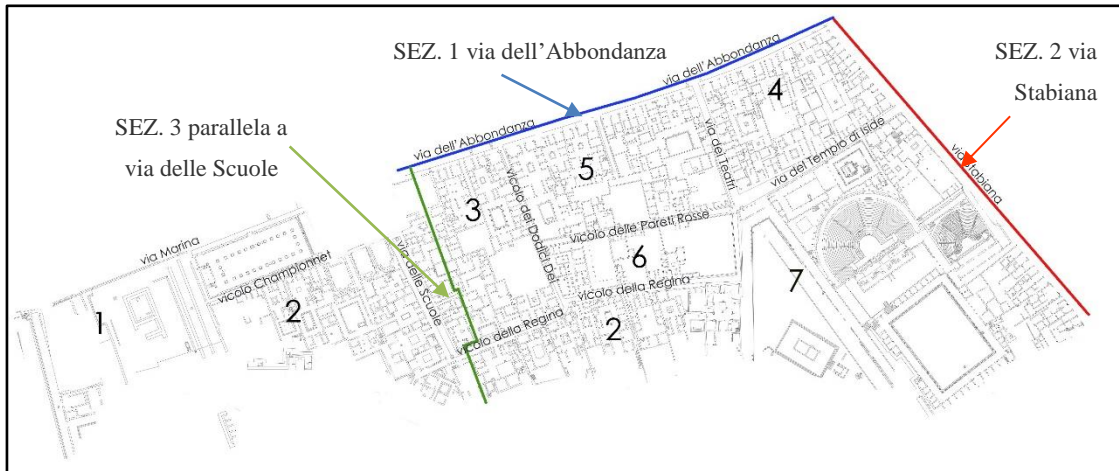 SEZ. 1 via dell’Abbondanza
SEZ. 2 via
Stabiana
SEZ. 3 parallela a
via delle Scuole
via dell'Abbondanza
via dell'Abbondanza
4
via dei Teatri
via del Tempio di Iside
via Stabiana
5
3
vicolo dei Dodici Dei
vicolo delle Pareti Rosse
6
7
via Marina
vicolo Championnet
via delle Scuole
vicolo della Regina
vicolo della Regina
1
2
2